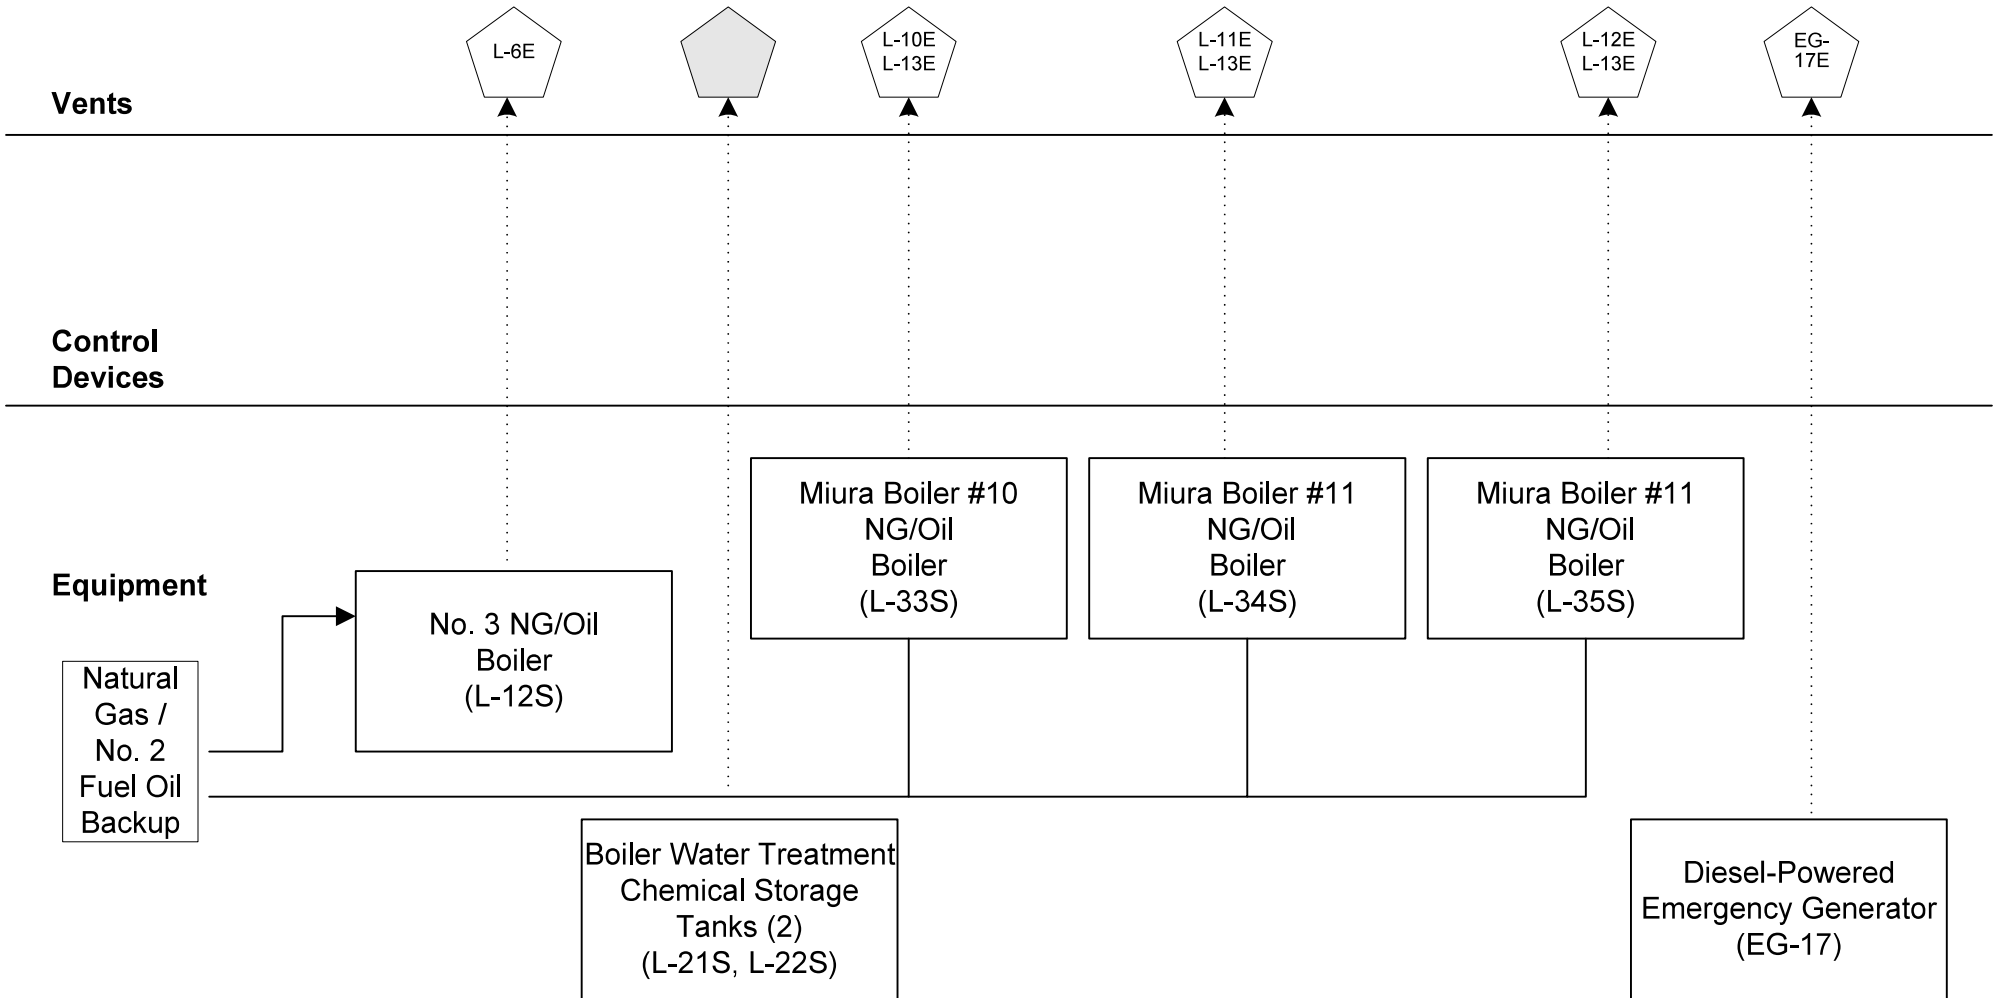 L-6E
L-10E
L-13E
L-11E
L-13E
L-12E
L-13E
EG-
17E
Vents
Control
Devices
Equipment
Miura Boiler #10
NG/Oil
Boiler
(L-33S)
Miura Boiler #11
NG/Oil
Boiler
(L-34S)
Miura Boiler #11
NG/Oil
Boiler
(L-35S)
No. 3 NG/Oil
Boiler
(L-12S)
Natural
Gas /
No. 2
Fuel Oil
Backup
Boiler Water Treatment
Chemical Storage
Tanks (2)
(L-21S, L-22S)
Diesel-Powered
Emergency Generator
(EG-17)